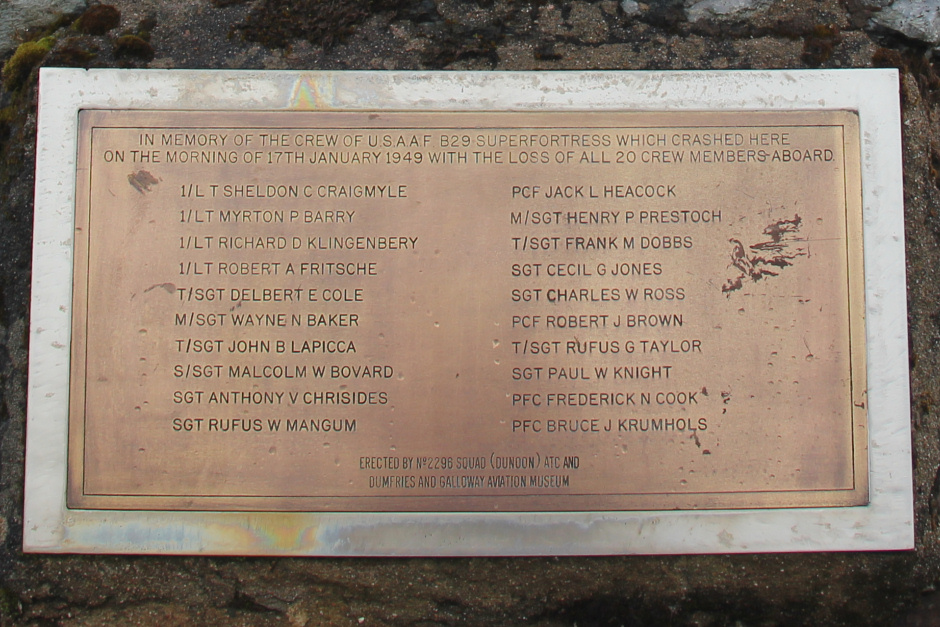 IN MEMORY OF THE CREW OF U.S.A.A.F B29 SUPERFORTRESS WHICH CRASHED HERE
ON THE MORNING OF 17TH JANUARY 1949 WITH THE LOSS OF ALL 20 CREW MEMBERS ABOARD.
1/L T SHELDON C CRAIGMYLE
1/LT MYRTON P BARRY
1/LT RICHARD D KLINGENBERY
1/LT ROBERT A FRITSCHE
T/SGT DELBERT E COLE
M/SGT WAYNE N BAKER
T/SGT JOHN B LAPICCA
S/SGT MALCOLM W BOVARD
SGT ANTHONY V CHRISIDES
SGT RUFUS W MANGUM
PCF JACK L HEACOCK
M/SGT HENRY P PRESTOCH
T/SGT FRANK M DOBBS
SGT CECIL G JONES
SGT CHARLES W ROSS
PCF ROBERT J BROWN
T/SGT RUFUS G TAYLOR
SGT PAUL W KNIGHT
PFC FREDERICK N COOK
PFC BRUCE J KRUMHOLS
ERECTED BY Nº2296 SQUAD (DUNOON) ATC AND
DUMFRIES AND GALLOWAY AVIATION MUSEUM